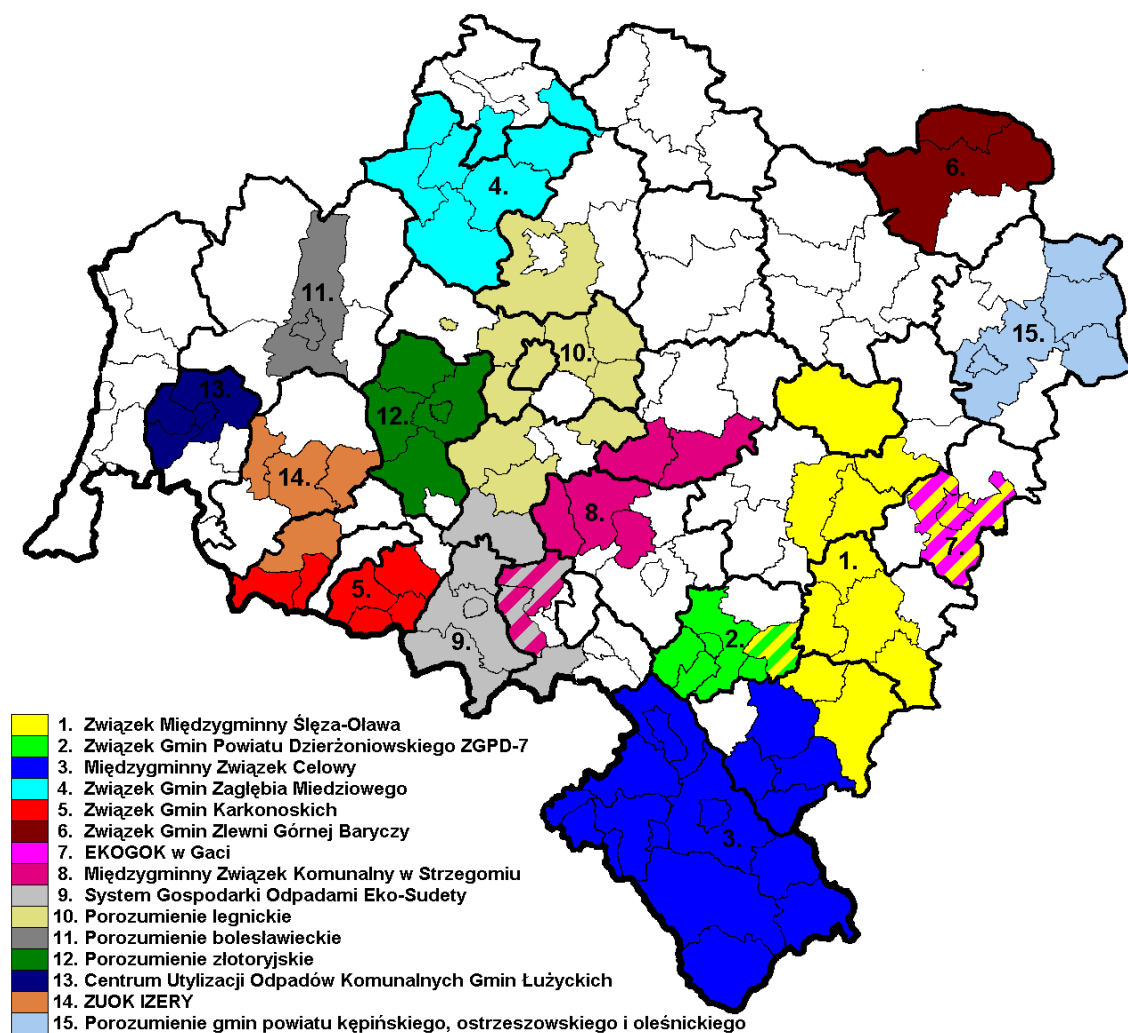 6.
4.
11.
15.
10.
13.
12.
14.
8.
7.
1.
5.
2.
9.
3.
1. Związek Międzygminny Ślęza-Oława
2. Związek Gmin Powiatu Dzierżoniowskiego ZGPD-7
3. Międzygminny Związek Celowy
4. Związek Gmin Zagłębia Miedziowego
5. Związek Gmin Karkonoskich
6. Związek Gmin Zlewni Górnej Baryczy
7. EKOGOK w Gaci
8. Międzygminny Związek Komunalny w Strzegomiu
9. System Gospodarki Odpadami Eko-Sudety
10. Porozumienie legnickie
11. Porozumienie bolesławieckie
12. Porozumienie złotoryjskie
13. Centrum Utylizacji Odpadów Komunalnych Gmin Łużyckich
14. ZUOK IZERY
15. Porozumienie gmin powiatu kępińskiego, ostrzeszowskiego i oleśnickiego